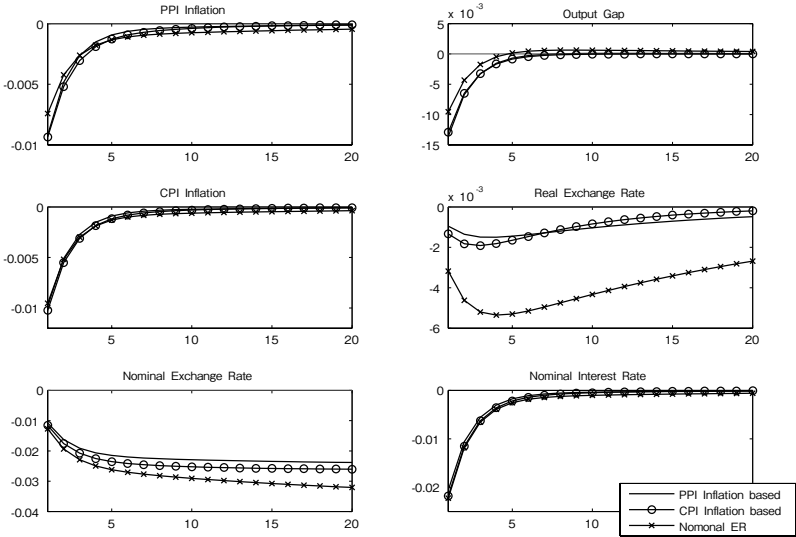 PPI Inflation
0
-0.005
-0.01
5 10 15 20
x 10-3
Output Gap
5
0
-5
-10
-15
5 10 15 20
CPI Inflation
0
-0.005
-0.01
5 10 15 20
x 10-3
Real Exchange Rate
0
-2
-4
-6
5 10 15 20
Nominal Exchange Rate
0
-0.01
-0.02
-0.03
-0.04
5 10 15 20
Nominal Interest Rate
0
-0.01
-0.02
5 10 15 20
PPI Inflation based
CPI Inflation based
Nomonal ER